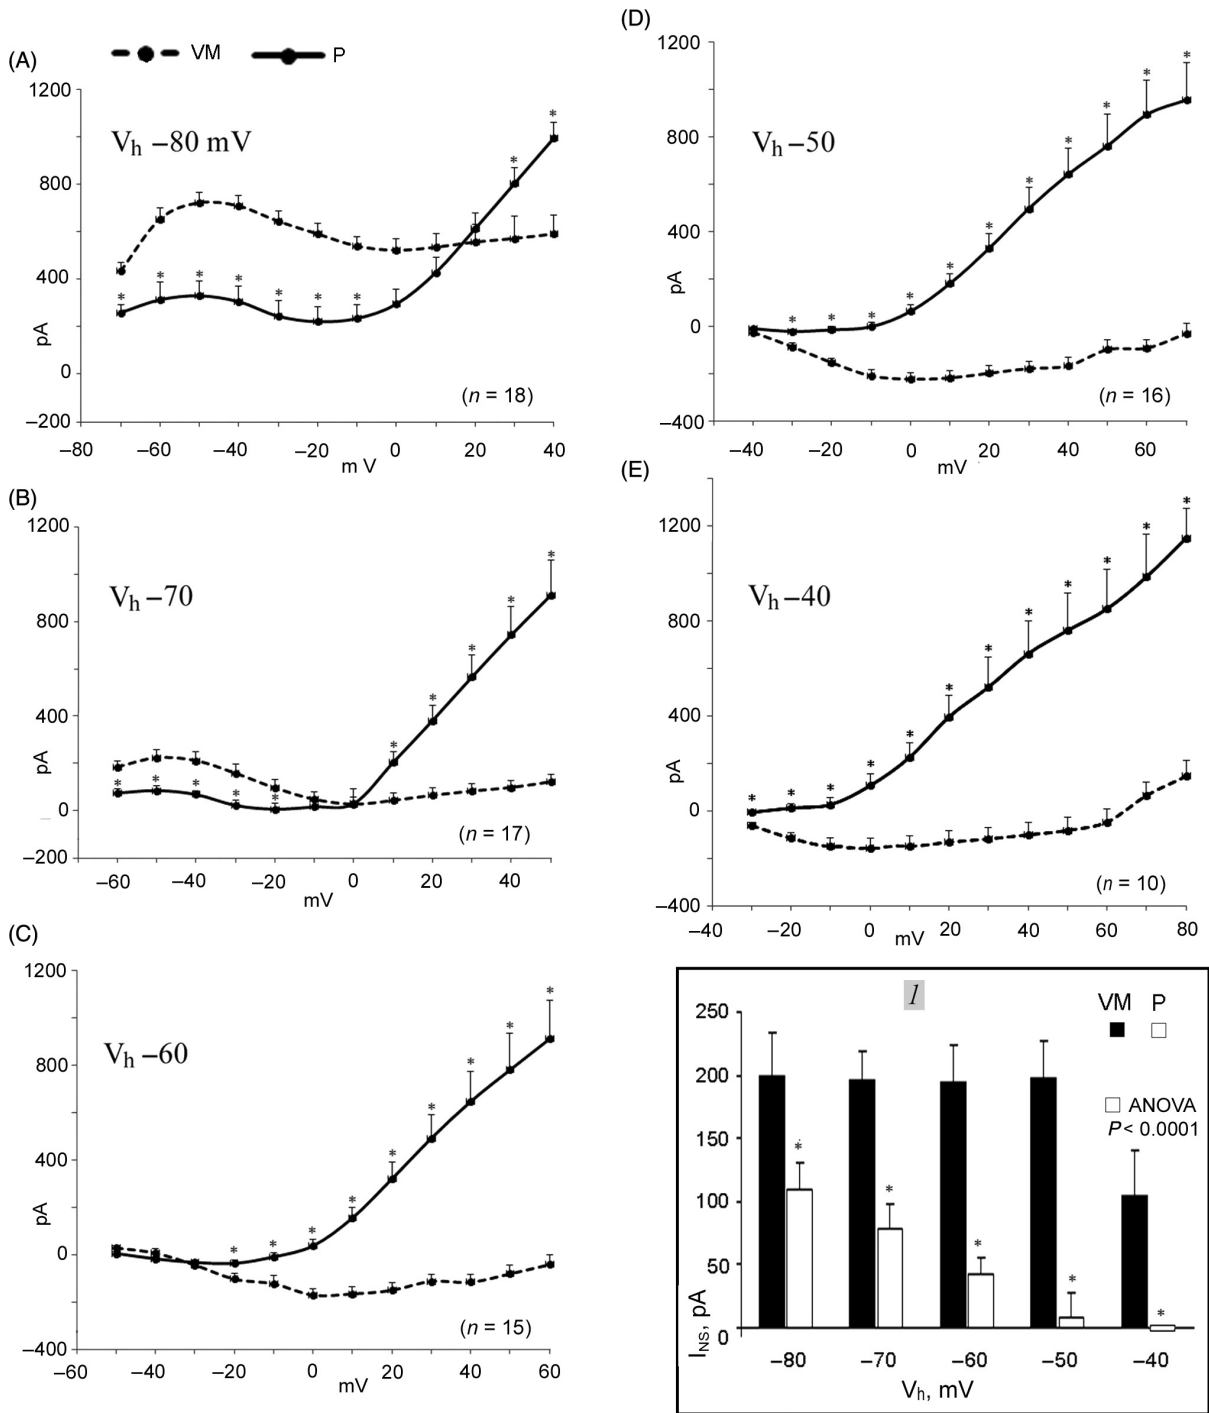 VM P
(A)
1200
800
400
0
–200
pA
Vh –80 mV
* * * * * * * * *
(n = 18)
–80 –60 –40 –20 0 20 40
m V
(B)
1200
800
400
0
–200
pA
Vh –70
* * * * * * * * * *
(n = 17)
–60 –40 –20 0 20 40
mV
(C)
1200
800
400
0
–400
pA
Vh –60
* * * * * * * * *
(n = 15)
–60 –40 –20 0 20 40 60
mV
(D)
1200
800
400
0
–400
pA
Vh –50
* * * * * * * * * * *
(n = 16)
–40 –20 0 20 40 60
mV
(E)
1200
800
400
0
–400
pA
Vh –40
* * * * * * * * * * * *
(n = 10)
–40 –20 0 20 40 60 80
mV
1
VM P
ANOVA
P < 0.0001
250
200
150
100
50
0
INS, pA
* * * * *
–80 –70 –60 –50 –40
Vh, mV